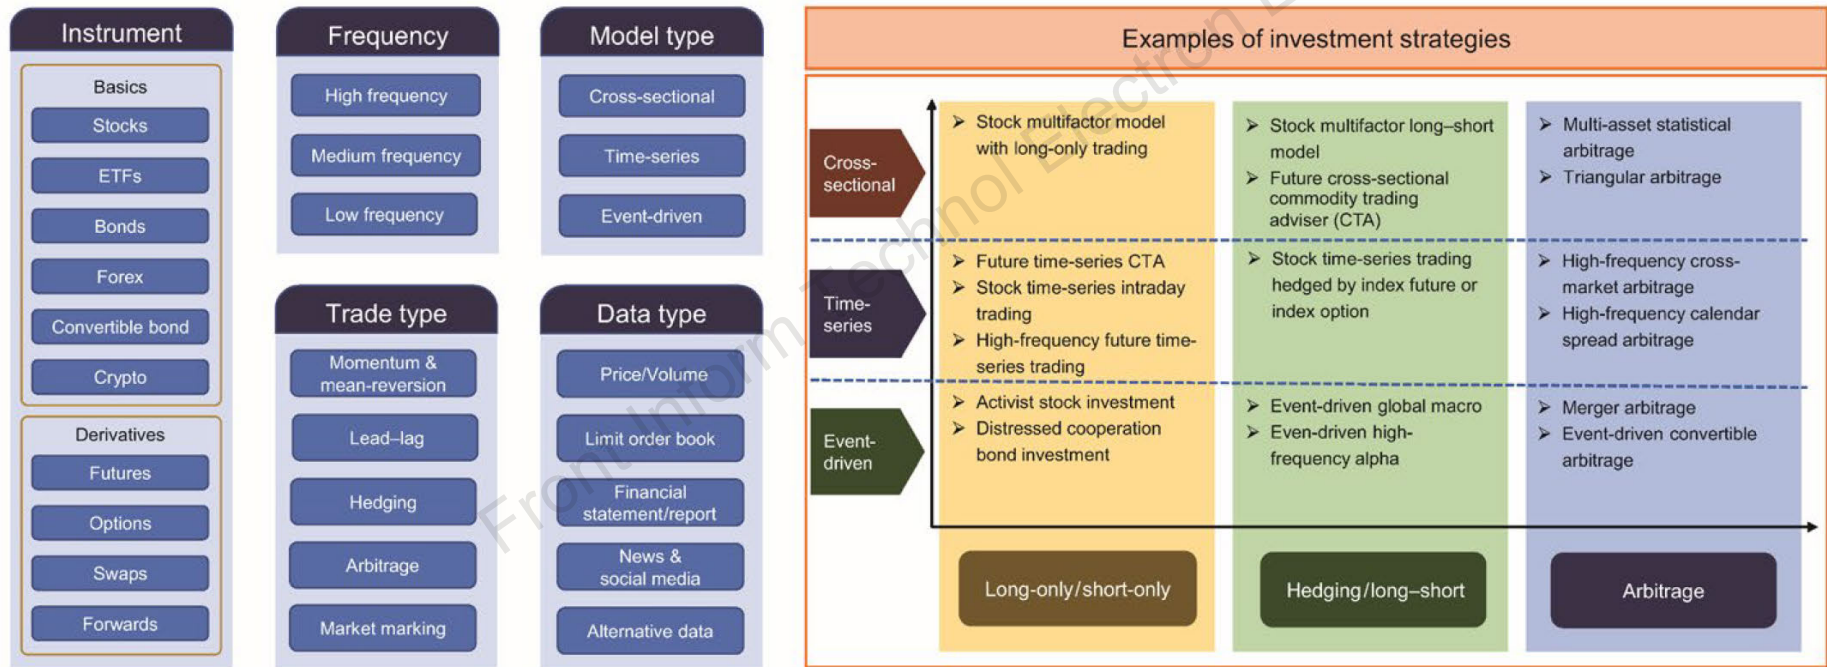 Instrument
Basics
Stocks
ETFs
Bonds
Forex
Convertible bond
Crypto
Derivatives
Futures
Options
Swaps
Forwards
Frequency
High frequency
Medium frequency
Low frequency
Model type
Cross-sectional
Time-series
Event-driven
Trade type
Momentum &
mean-reversion
Lead–lag
Hedging
Arbitrage
Market marking
Data type
Price/Volume
Limit order book
Financial
statement/report
News &
social media
Alternative data
Examples of investment strategies
Cross-
sectional
➢ Stock multifactor model
with long-only trading
➢ Stock multifactor long–short
model
➢ Future cross-sectional
commodity trading
adviser (CTA)
➢ Multi-asset statistical
arbitrage
➢ Triangular arbitrage
Time-
series
➢ Future time-series CTA
➢ Stock time-series intraday
trading
➢ High-frequency future time-
series trading
➢ Stock time-series trading
hedged by index future or
index option
➢ High-frequency cross-
market arbitrage
➢ High-frequency calendar
spread arbitrage
Event-
driven
➢ Activist stock investment
➢ Distressed cooperation
bond investment
➢ Event-driven global macro
➢ Even-driven high-
frequency alpha
➢ Merger arbitrage
➢ Event-driven convertible
arbitrage
Long-only/short-only
Hedging/long–short
Arbitrage
Front Inform Technol Electron E